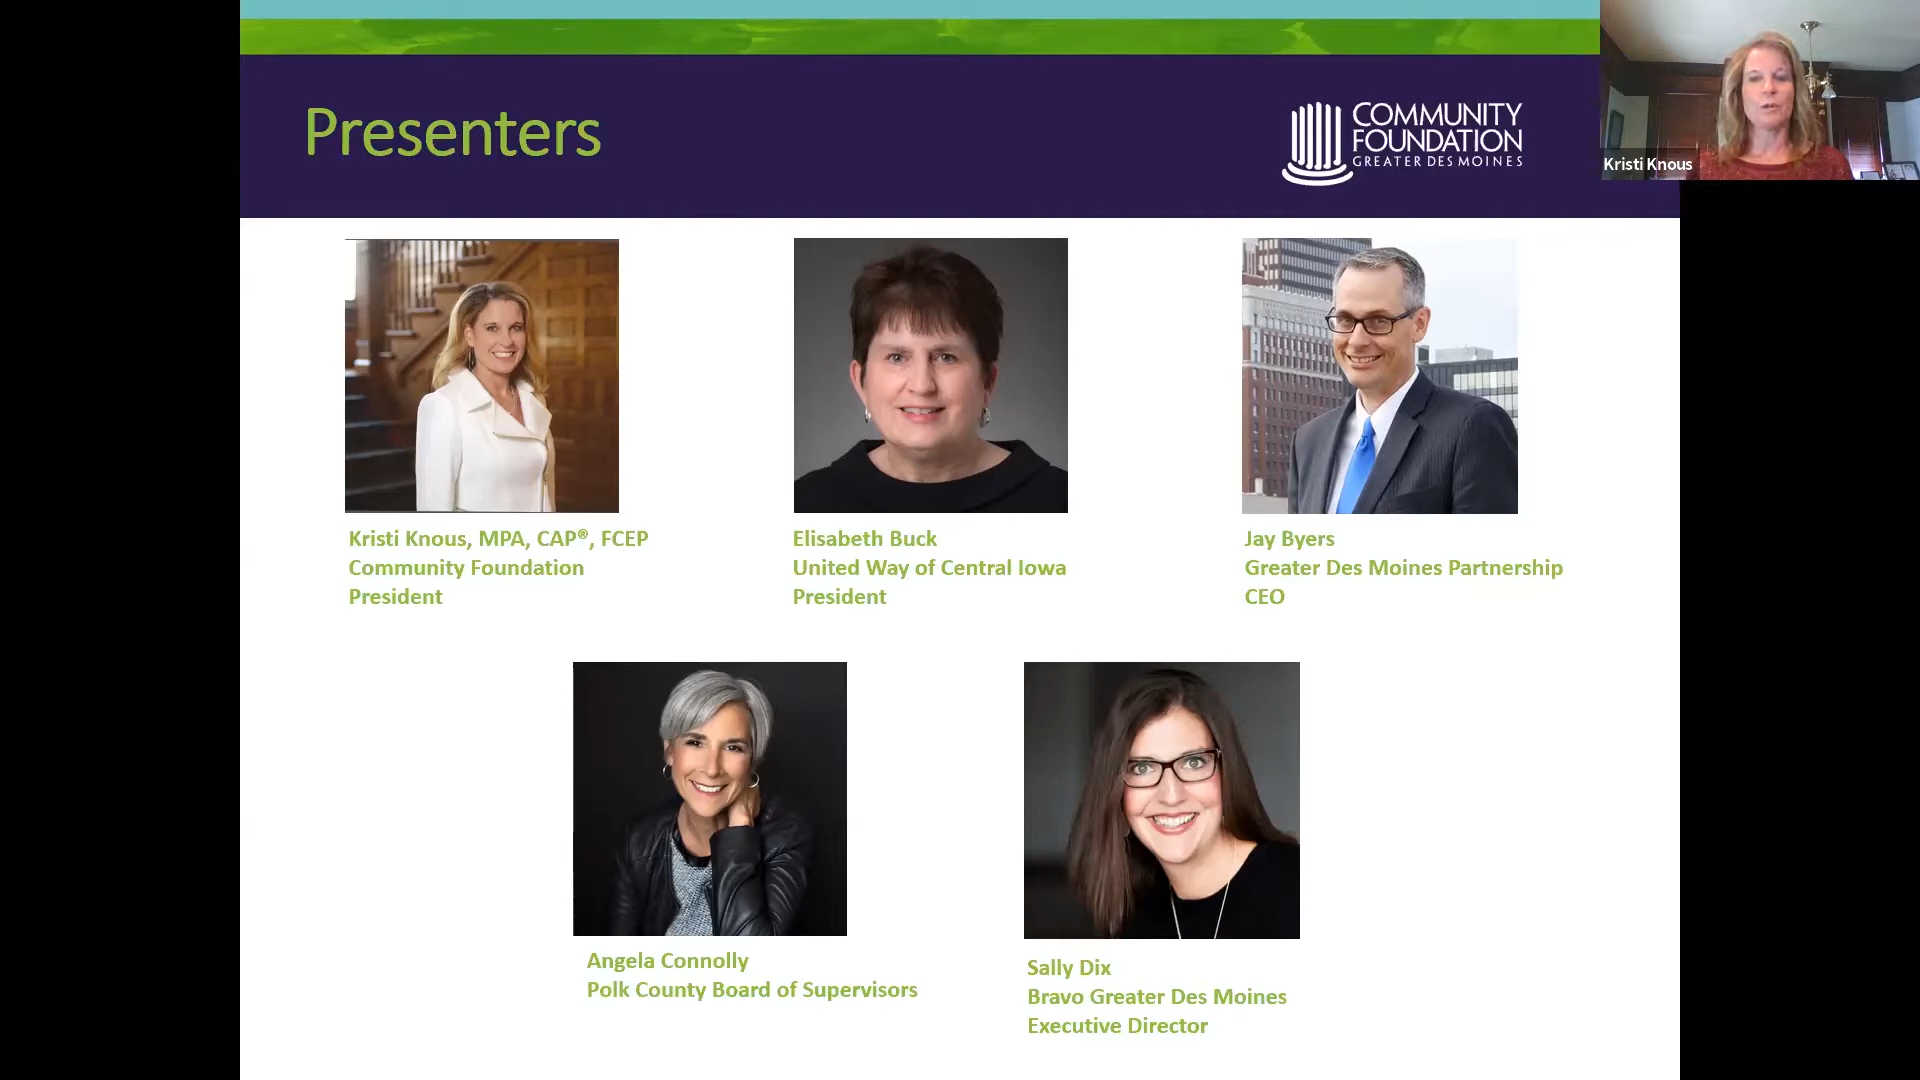 Presenters
COMMUNITY
FOUNDATION
GREATER DES MOINES
Kristi Knous
Kristi Knous, MPA, CAP®, FCEP
Community Foundation
President
Elisabeth Buck
United Way of Central Iowa
President
Jay Byers
Greater Des Moines Partnership
CEO
Angela Connolly
Polk County Board of Supervisors
Sally Dix
Bravo Greater Des Moines
Executive Director